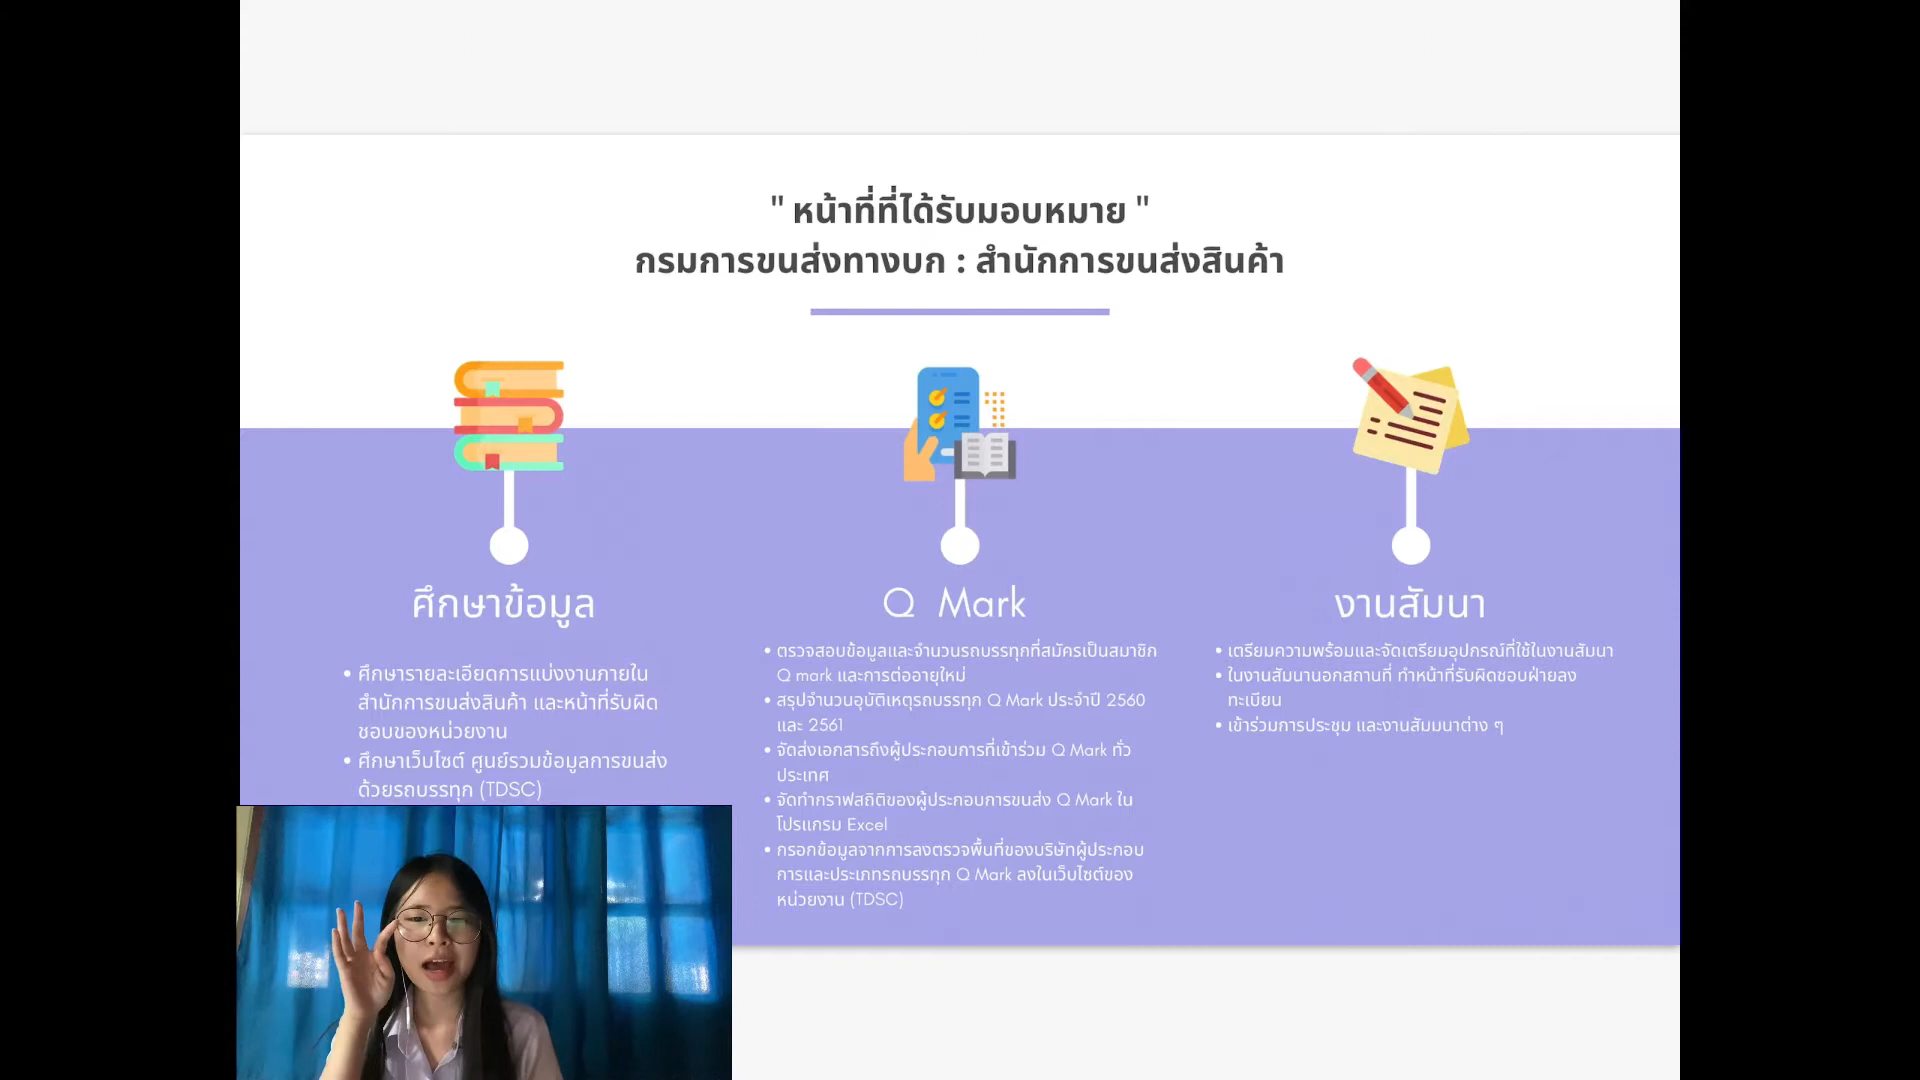 " หน้าที่ที่ได้รับมอบหมาย "
กรมการขนส่งทางบก : สำนักการขนส่งสินค้า
ศึกษาข้อมูล
• ศึกษารายละเอียดการแบ่งงานภายใน
สำนักการขนส่งสินค้า และหน้าที่รับผิด
ชอบของหน่วยงาน
• ศึกษาเว็บไซต์ ศูนย์รวมข้อมูลการขนส่ง
ด้วยรถบรรทุก (TDSC)
Q Mark
• ตรวจสอบข้อมูลและจำนวนรถบรรทุกที่สมัครเป็นสมาชิก
Q mark และการต่ออายุใหม่
• สรุปจำนวนอุบัติเหตุรถบรรทุก Q Mark ประจำปี 2560
และ 2561
• จัดส่งเอกสารถึงผู้ประกอบการที่เข้าร่วม Q Mark ทั่ว
ประเทศ
• จัดทำกราฟสถิติของผู้ประกอบการขนส่ง Q Mark ใน
โปรแกรม Excel
• กรอกข้อมูลจากการลงตรวจพื้นที่ของบริษัทผู้ประกอบ
การและประเภทรถบรรทุก Q Mark ลงในเว็บไซต์ของ
หน่วยงาน (TDSC)
งานสัมนา
• เตรียมความพร้อมและจัดเตรียมอุปกรณ์ที่ใช้ในงานสัมนา
• ในงานสัมนานอกสถานที่ ทำหน้าที่รับผิดชอบฝ่ายลง
ทะเบียน
• เข้าร่วมการประชุม และงานสัมมนาต่าง ๆ